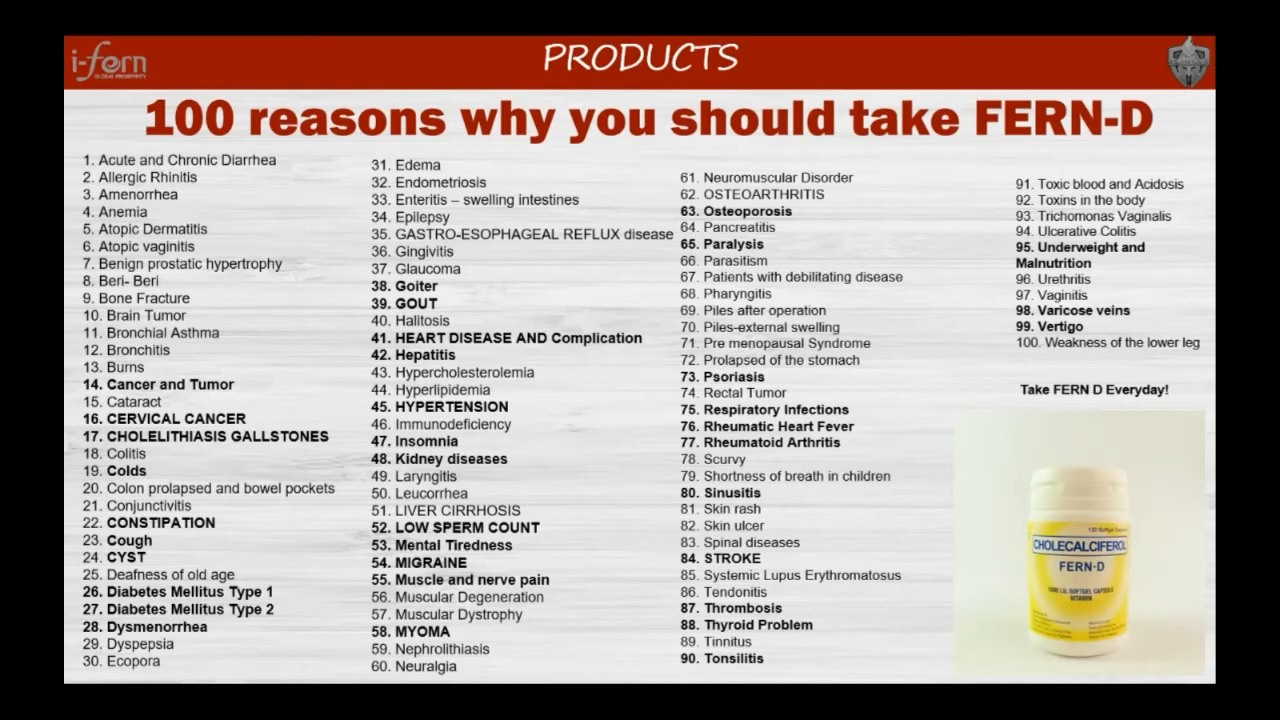 i-fern
PRODUCTS
100 reasons why you should take FERN-D
1. Acute and Chronic Diarrhea
2. Allergic Rhinitis
3. Amenorrhea
4. Anemia
5. Atopic Dermatitis
6. Atopic vaginitis
7. Benign prostatic hypertrophy
8. Beri- Beri
9. Bone Fracture
10. Brain Tumor
11. Bronchial Asthma
12. Bronchitis
13. Burns
14. Cancer and Tumor
15. Cataract
16. CERVICAL CANCER
17. CHOLELITHIASIS GALLSTONES
18. Colitis
19. Colds
20. Colon prolapsed and bowel pockets
21. Conjunctivitis
22. CONSTIPATION
23. Cough
24. CYST
25. Deafness of old age
26. Diabetes Mellitus Type 1
27. Diabetes Mellitus Type 2
28. Dysmenorrhea
29. Dyspepsia
30. Ecopora
31. Edema
32. Endometriosis
33. Enteritis – swelling intestines
34. Epilepsy
35. GASTRO-ESOPHAGEAL REFLUX disease
36. Gingivitis
37. Glaucoma
38. Goiter
39. GOUT
40. Halitosis
41. HEART DISEASE AND Complication
42. Hepatitis
43. Hypercholesterolemia
44. Hyperlipidemia
45. HYPERTENSION
46. Immunodeficiency
47. Insomnia
48. Kidney diseases
49. Laryngitis
50. Leucorrhea
51. LIVER CIRRHOSIS
52. LOW SPERM COUNT
53. Mental Tiredness
54. MIGRAINE
55. Muscle and nerve pain
56. Muscular Degeneration
57. Muscular Dystrophy
58. MYOMA
59. Nephrolithiasis
60. Neuralgia
61. Neuromuscular Disorder
62. OSTEOARTHRITIS
63. Osteoporosis
64. Pancreatitis
65. Paralysis
66. Parasitism
67. Patients with debilitating disease
68. Pharyngitis
69. Piles after operation
70. Piles-external swelling
71. Pre menopausal Syndrome
72. Prolapsed of the stomach
73. Psoriasis
74. Rectal Tumor
75. Respiratory Infections
76. Rheumatic Heart Fever
77. Rheumatoid Arthritis
78. Scurvy
79. Shortness of breath in children
80. Sinusitis
81. Skin rash
82. Skin ulcer
83. Spinal diseases
84. STROKE
85. Systemic Lupus Erythromatosus
86. Tendonitis
87. Thrombosis
88. Thyroid Problem
89. Tinnitus
90. Tonsilitis
91. Toxic blood and Acidosis
92. Toxins in the body
93. Trichomonas Vaginalis
94. Ulcerative Colitis
95. Underweight and
Malnutrition
96. Urethritis
97. Vaginitis
98. Varicose veins
99. Vertigo
100. Weakness of the lower leg
Take FERN D Everyday!
CHOLECALCIFEROL
FERN-D
SOFTGEL CAPSULE
VITAMIN